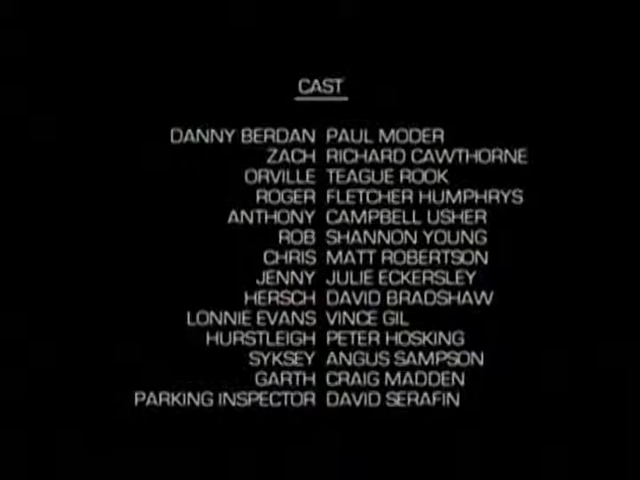 CAST
DANNY BERDAN PAUL MODER
ZACH RICHARD CAWTHORNE
ORVILLE TEAGUE ROOK
ROGER FLETCHER HUMPHRYS
ANTHONY CAMPBELL USHER
ROB SHANNON YOUNG
CHRIS MATT ROBERTSON
JENNY JULIE ECKERSLEY
HERSCH DAVID BRADSHAW
LONNIE EVANS VINCE GIL
HURSTLEIGH PETER HOSKING
SYKSEY ANGUS SAMPSON
GARTH CRAIG MADDEN
PARKING INSPECTOR DAVID SERAFIN